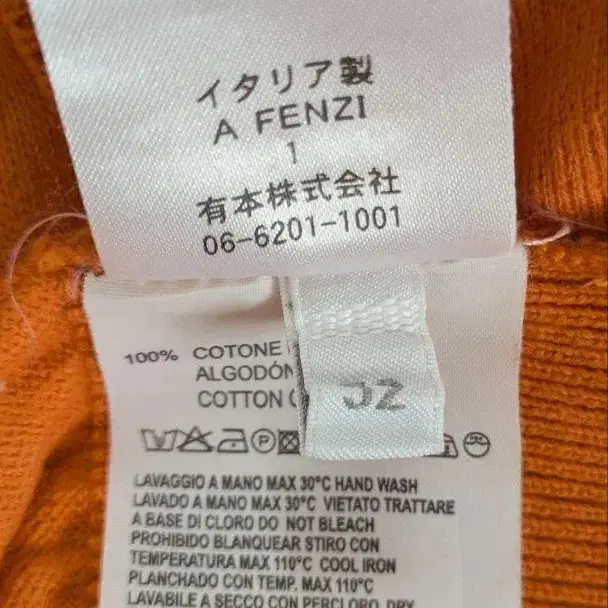 イタリア製
A FENZI
1
有本株式会社
06-6201-1001
100% COTONE
ALGODÓN
COTTON
JZ
LAVAGGIO A MANO MAX 30°C HAND WASH
LAVADO A MANO MAX 30°C VIETATO TRATTARE
A BASE DI CLORO DO NOT BLEACH
PROHIBIDO BLANQUEAR STIRO CON
TEMPERATURA MAX 110°C COOL IRON
PLANCHADO CON TEMP. MAX 110°C
LAVABILE A SECCO CON PERCLORO. DRY